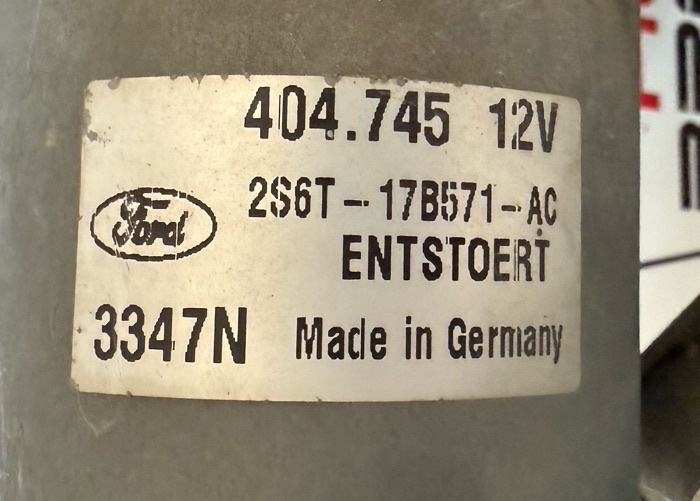 404.745 12V
2S6T-17B571-AC
Ford
ENTSTOERT
3347N Made in Germany